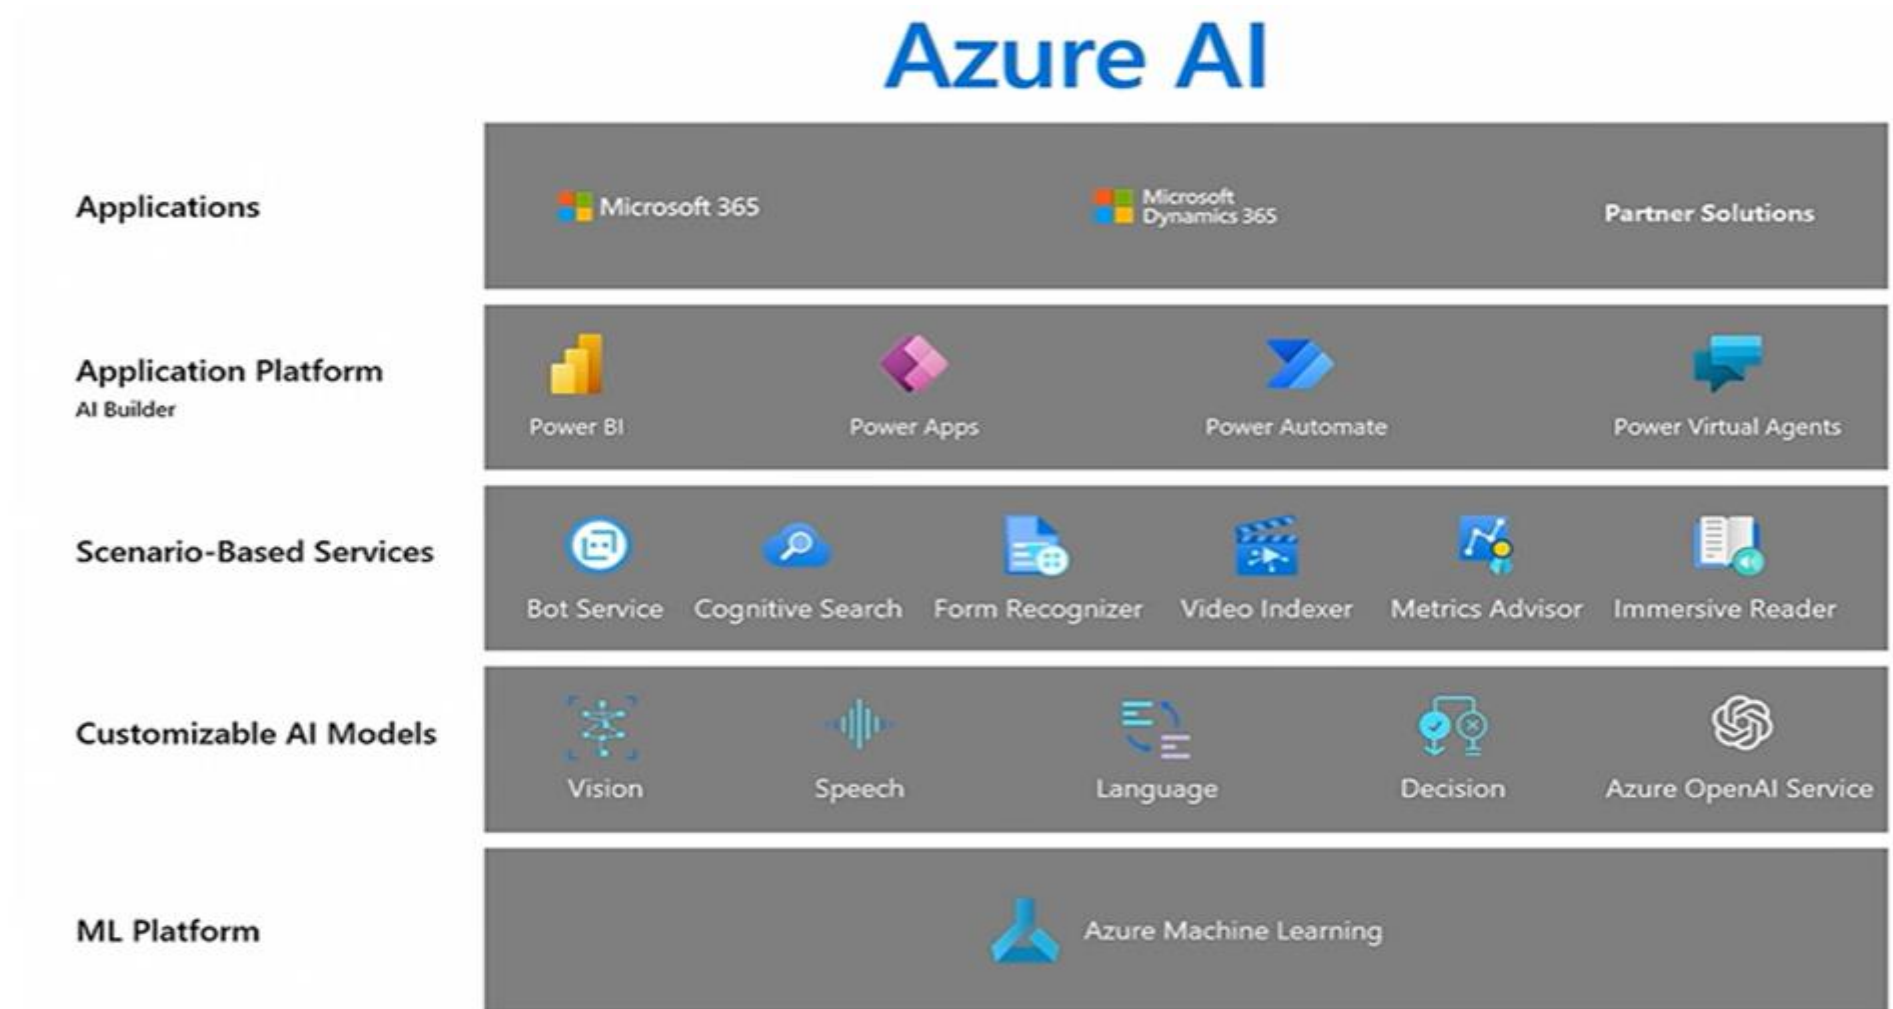 Azure AI
Applications
Microsoft 365
Microsoft
Dynamics 365
Partner Solutions
Application Platform
AI Builder
Power BI
Power Apps
Power Automate
Power Virtual Agents
Scenario-Based Services
Bot Service
Cognitive Search
Form Recognizer
Video Indexer
Metrics Advisor
Immersive Reader
Customizable AI Models
Vision
Speech
Language
Decision
Azure OpenAI Service
ML Platform
Azure Machine Learning